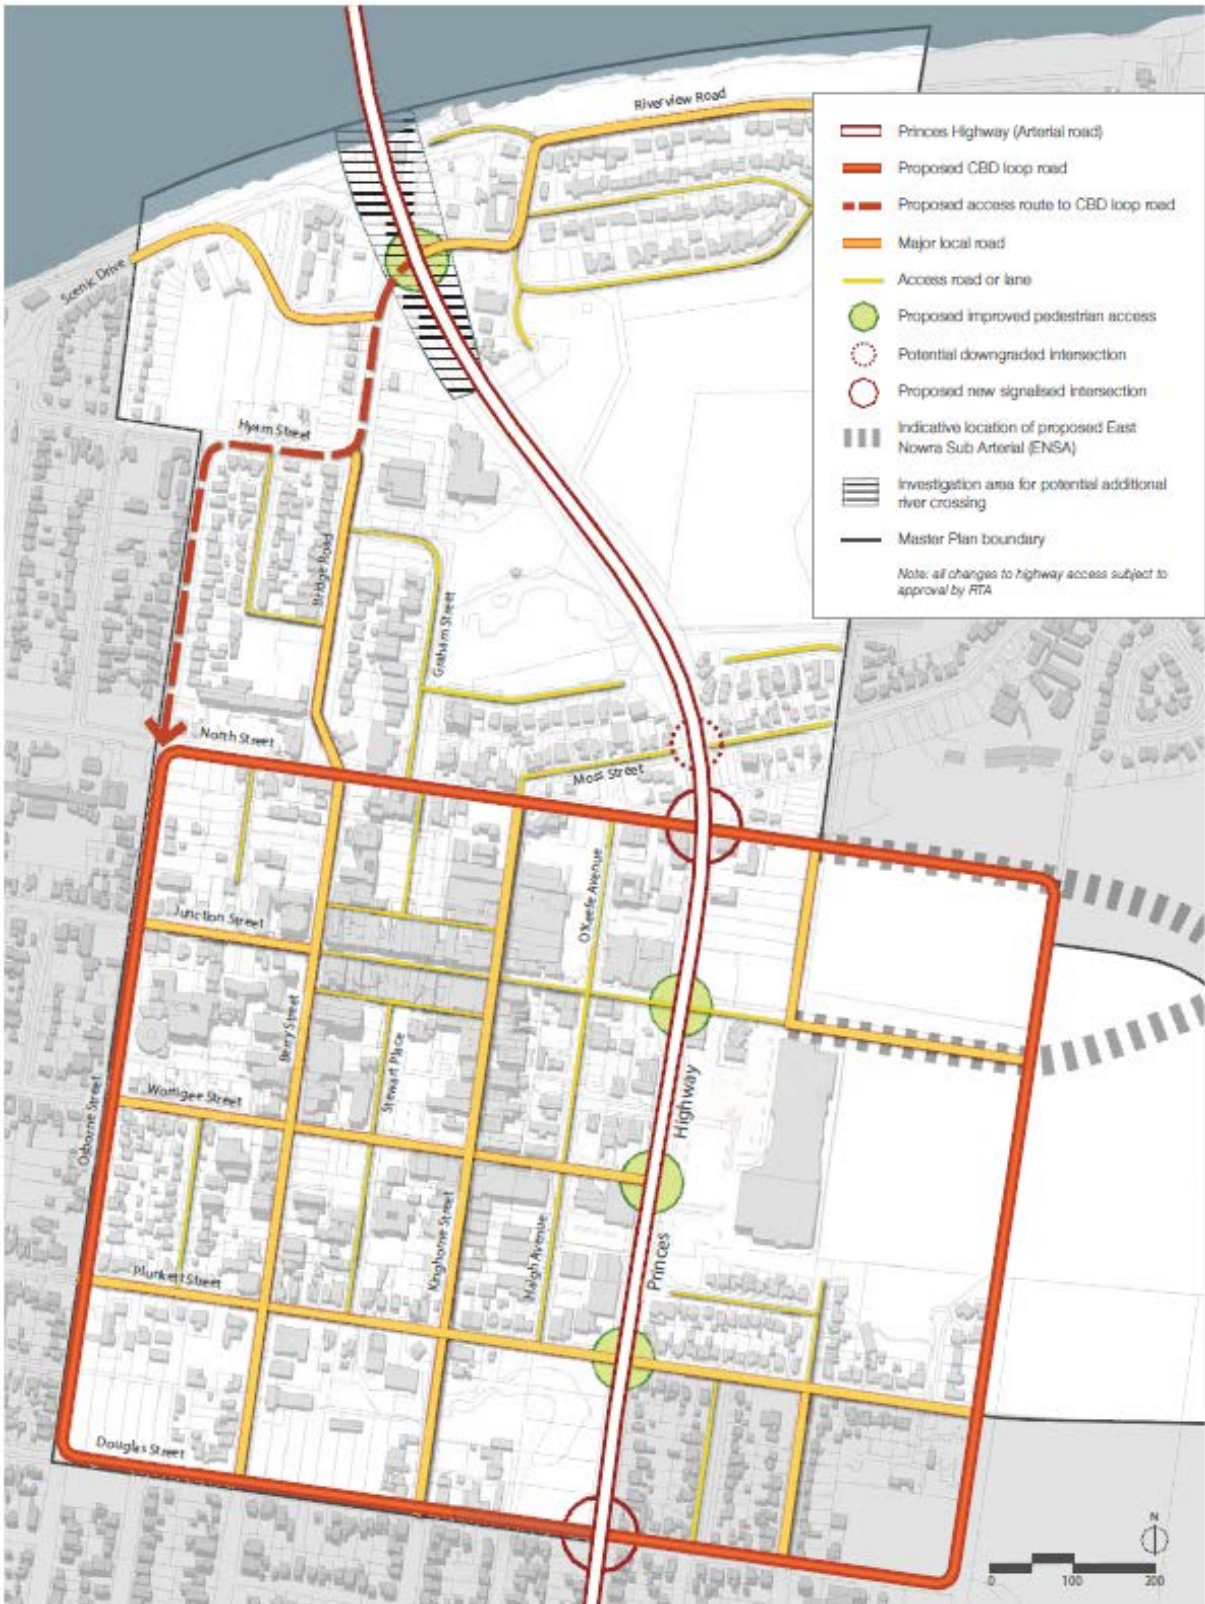 Riverview Road
Princes Highway (Arterial road)
Proposed CBD loop road
Proposed access route to CBD loop road
Major local road
Access road or lane
Proposed improved pedestrian access
Potential downgraded intersection
Proposed new signalised intersection
Indicative location of proposed East
Nowra Sub Arterial (ENSA)
Investigation area for potential additional
river crossing
Master Plan boundary
Note: all changes to highway access subject to
approval by RTA
Scenic Drive
Hyam Street
Bridge Road
Graham Street
North Street
Moss Street
O'Keefe Avenue
Junction Street
Berry Street
Stewart Place
Highway
Worrigee Street
Osborne Street
Kinghorne Street
Haigh Avenue
Princes
Plunkett Street
Douglas Street
N
0 100 200